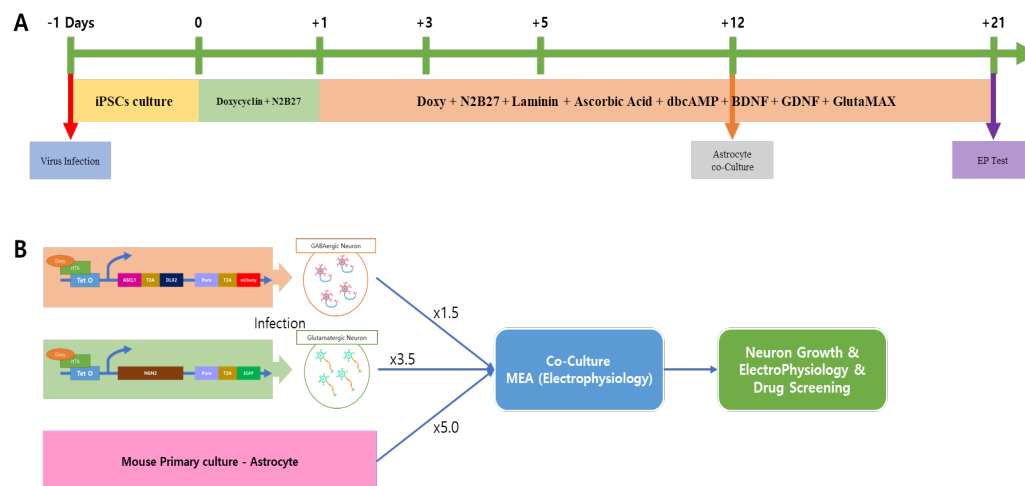 A
-1 Days
0
+1
+3
+5
+12
+21
iPSCs culture
Doxycyclin + N2B27
Doxy + N2B27 + Laminin + Ascorbic Acid + dbcAMP + BDNF + GDNF + GlutaMAX
Virus Infection
Astrocyte
co-Culture
EP Test
B
Doxy
rtTA
Tet O
ASCL1
T2A
DLX2
Puro
T2A
mCherry
GABAergic Neuron
Infection
Doxy
rtTA
Tet O
NGN2
Puro
T2A
EGFP
Glutamatergic Neuron
Mouse Primary culture - Astrocyte
x1.5
x3.5
x5.0
Co-Culture
MEA (Electrophysiology)
Neuron Growth &
ElectroPhysiology &
Drug Screening